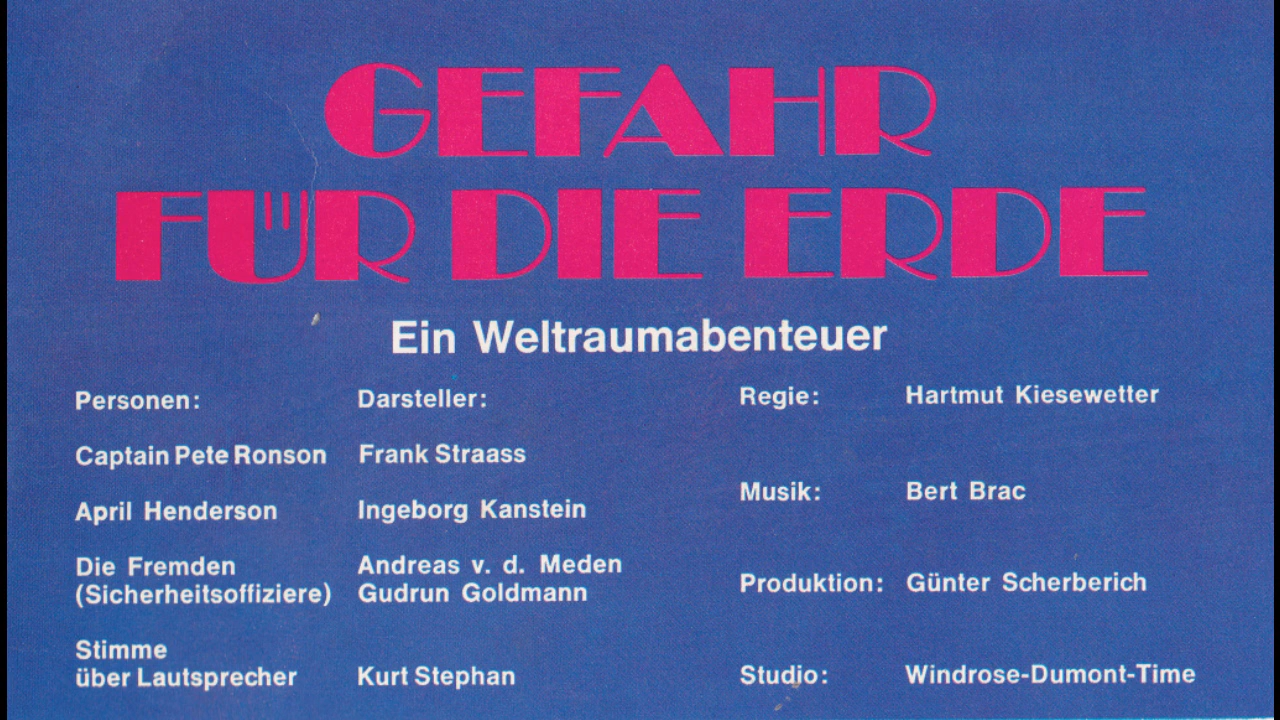 GEFAHR
FÜR DIE ERDE
Ein Weltraumabenteuer
Personen: Darsteller:
Captain Pete Ronson Frank Straass
April Henderson Ingeborg Kanstein
Die Fremden Andreas v. d. Meden
(Sicherheitsoffiziere) Gudrun Goldmann
Stimme
über Lautsprecher Kurt Stephan
Regie: Hartmut Kiesewetter
Musik: Bert Brac
Produktion: Günter Scherberich
Studio: Windrose-Dumont-Time